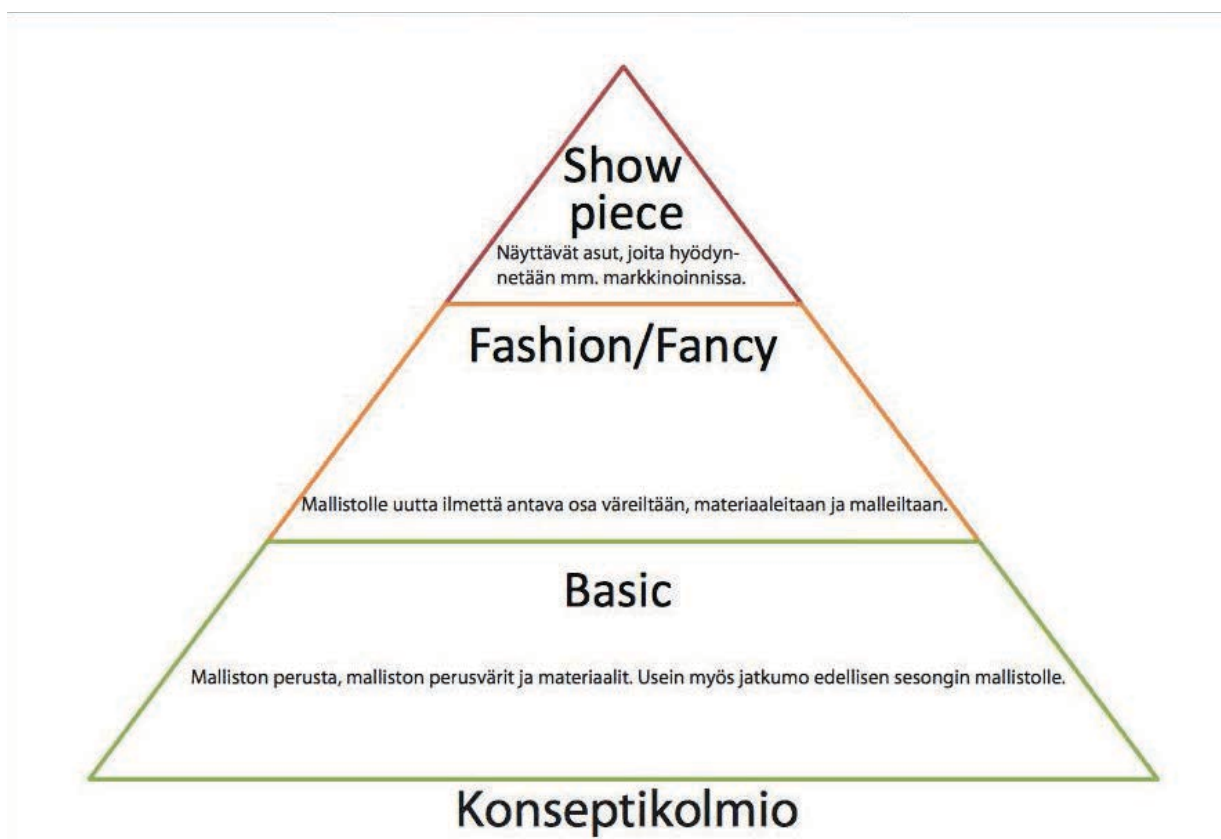 Show
piece
Näyttävät asut, joita hyödyn-
netään mm. markkinoinnissa.
Fashion/Fancy
Mallistolle uutta ilmettä antava osa väreiltään, materiaaleitaan ja malleiltaan.
Basic
Malliston perusta, malliston perusvärit ja materiaalit. Usein myös jatkumo edellisen sesongin mallistolle.
Konseptikolmio